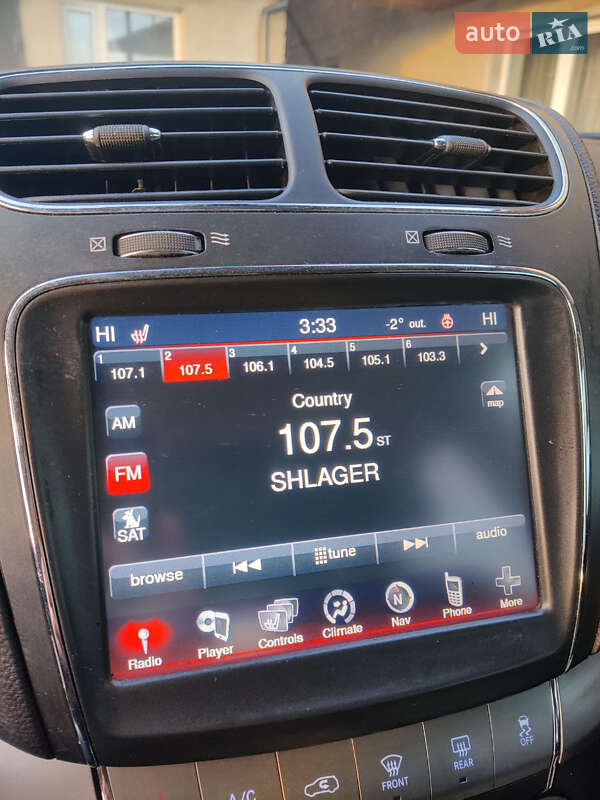 auto RIA .com
HI 3:33 -2° out. HI
1 2 3 4 5 6
107.1 107.5 106.1 104.5 105.1 103.3 >
Country
map
AM
107.5 ST
FM
SHLAGER
SAT
browse tune audio
Radio Player Controls Climate N Nav Phone More
A/C FRONT REAR OFF